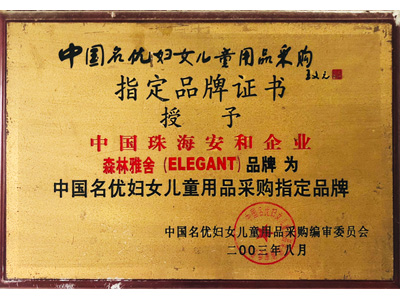 中国名优妇女儿童用品采购
指定品牌证书
授予
中国珠海安和企业
森林雅舍 (ELEGANT) 品牌 为
中国名优妇女儿童用品采购指定品牌
中国名优妇女儿童用品采购编审委员会
二00三年八月